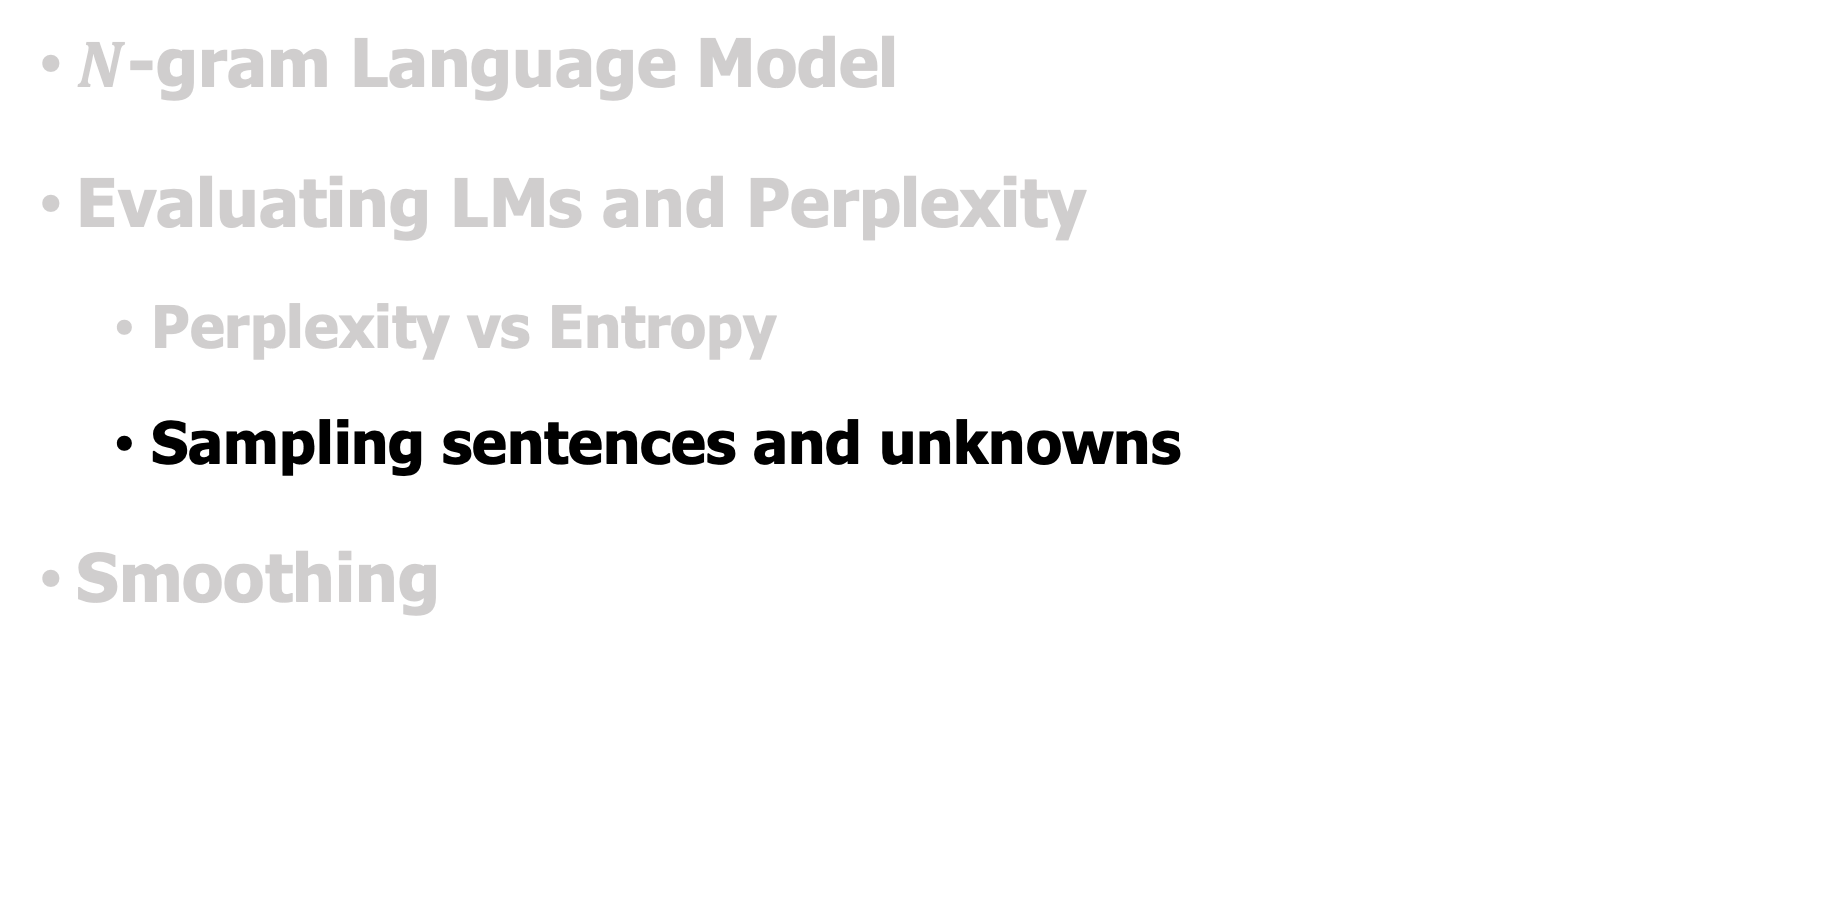 • N-gram Language Model
• Evaluating LMs and Perplexity
• Perplexity vs Entropy
• Sampling sentences and unknowns
• Smoothing